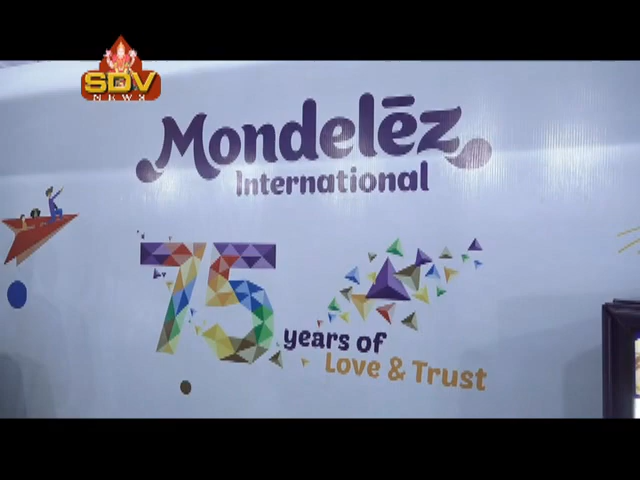 SDV
NEWS
Mondelēz
International
75
years of
Love & Trust